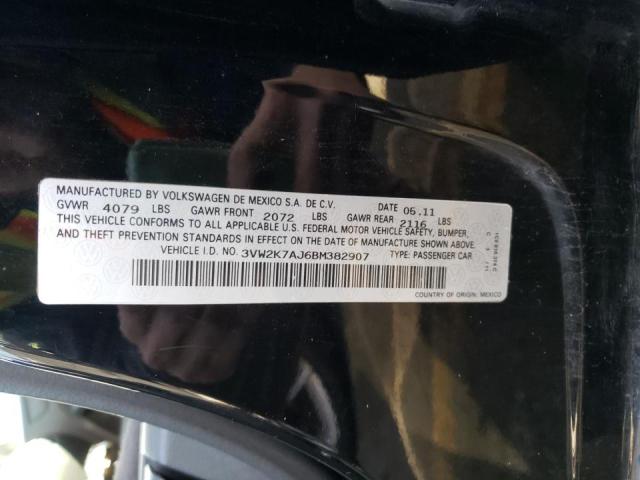 MANUFACTURED BY VOLKSWAGEN DE MEXICO S.A. DE C.V. DATE 05.11
GVWR 4079 LBS GAWR FRONT 2072 LBS GAWR REAR 2116 LBS
THIS VEHICLE CONFORMS TO ALL APPLICABLE U.S. FEDERAL MOTOR VEHICLE SAFETY, BUMPER,
AND THEFT PREVENTION STANDARDS IN EFFECT ON THE DATE OF MANUFACTURE SHOWN ABOVE.
VEHICLE I.D. NO. 3VW2K7AJ6BM382907 TYPE: PASSENGER CAR
COUNTRY OF ORIGIN: MEXICO